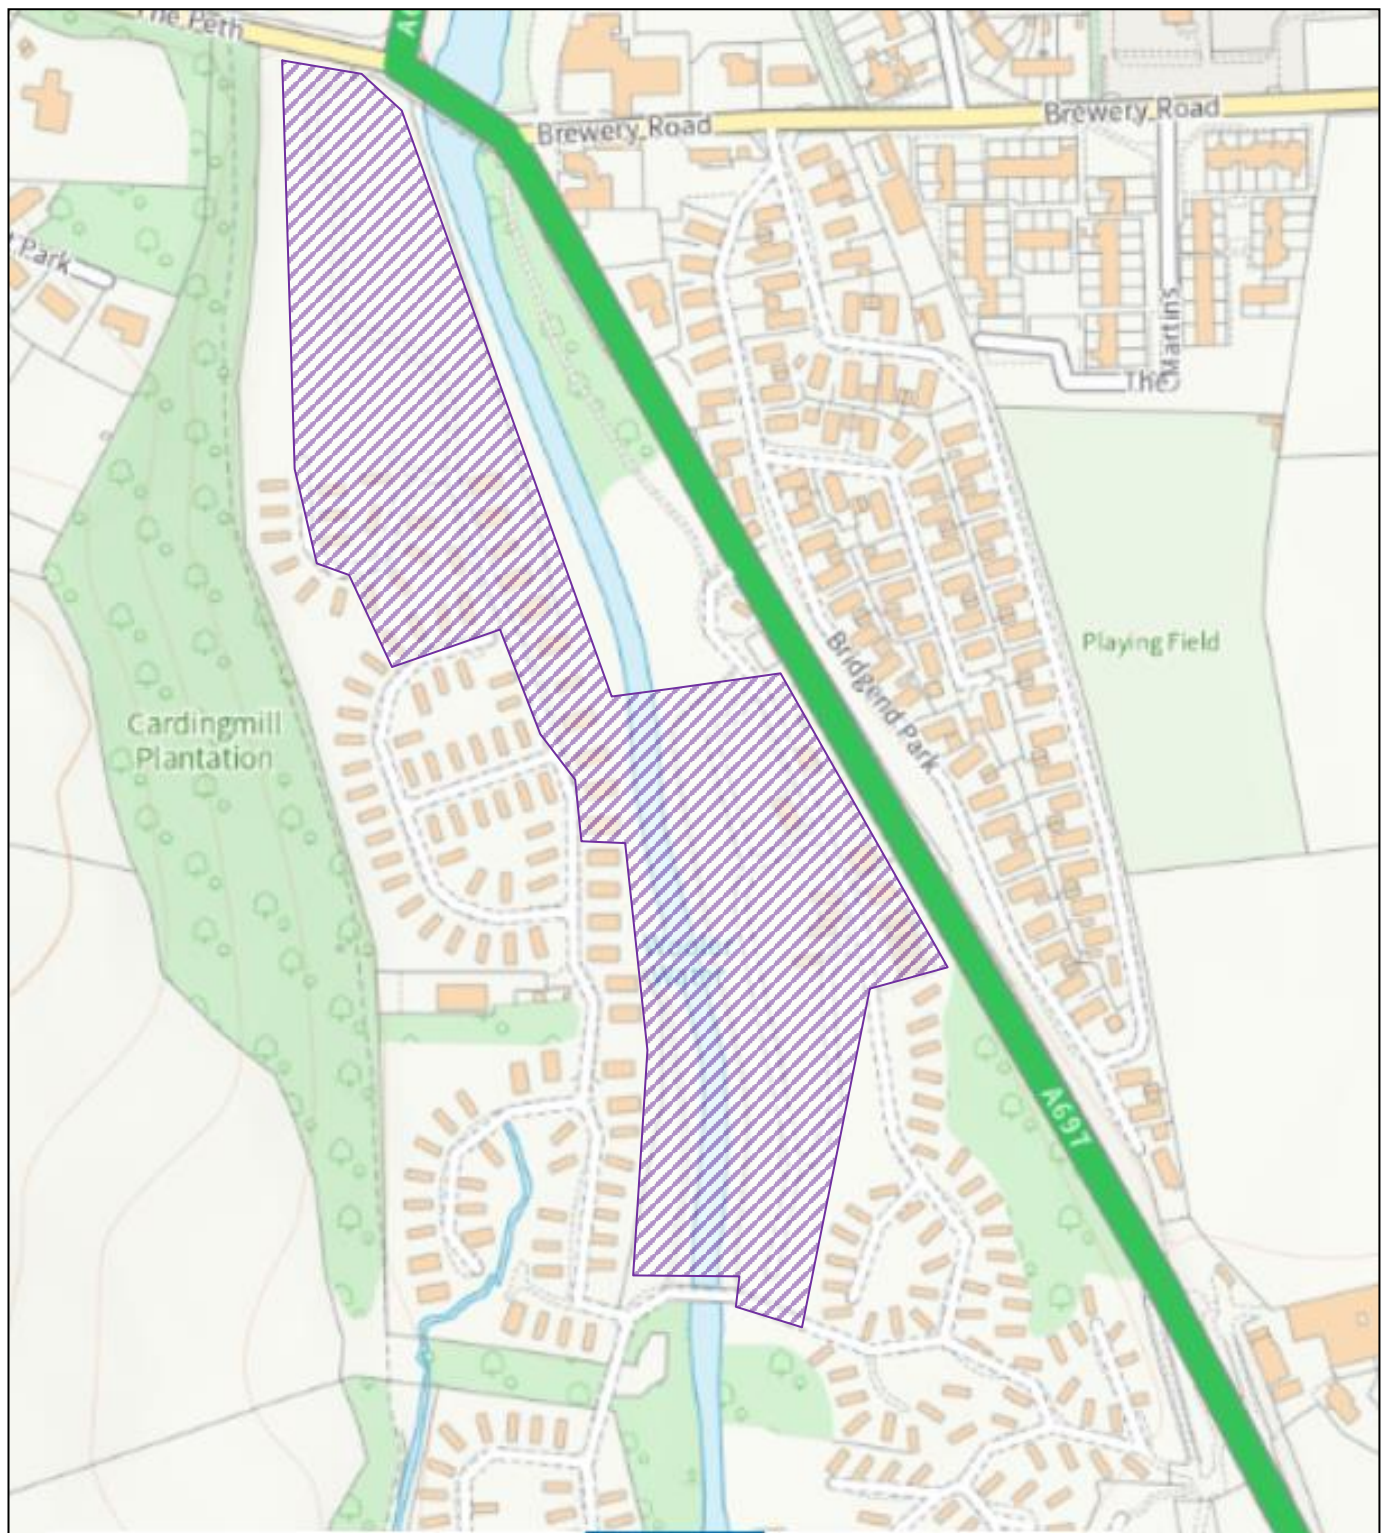 The Peth
Brewery Road
Brewery Road
Park
The Martins
Playing Field
Bridgend Park
Cardingmill
Plantation
A697